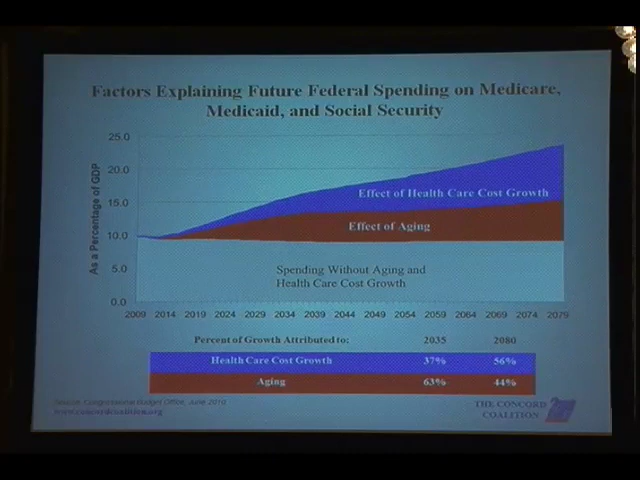 Factors Explaining Future Federal Spending on Medicare,
Medicaid, and Social Security
As a Percentage of GDP
25.0
20.0
15.0
10.0
5.0
0.0
Effect of Health Care Cost Growth
Effect of Aging
Spending Without Aging and
Health Care Cost Growth
2009 2014 2019 2024 2029 2034 2039 2044 2049 2054 2059 2064 2069 2074 2079
Percent of Growth Attributed to: 2035 2080
Health Care Cost Growth 37% 56%
Aging 63% 44%
Source: Congressional Budget Office, June 2010
www.concordcoalition.org
THE CONCORD
COALITION